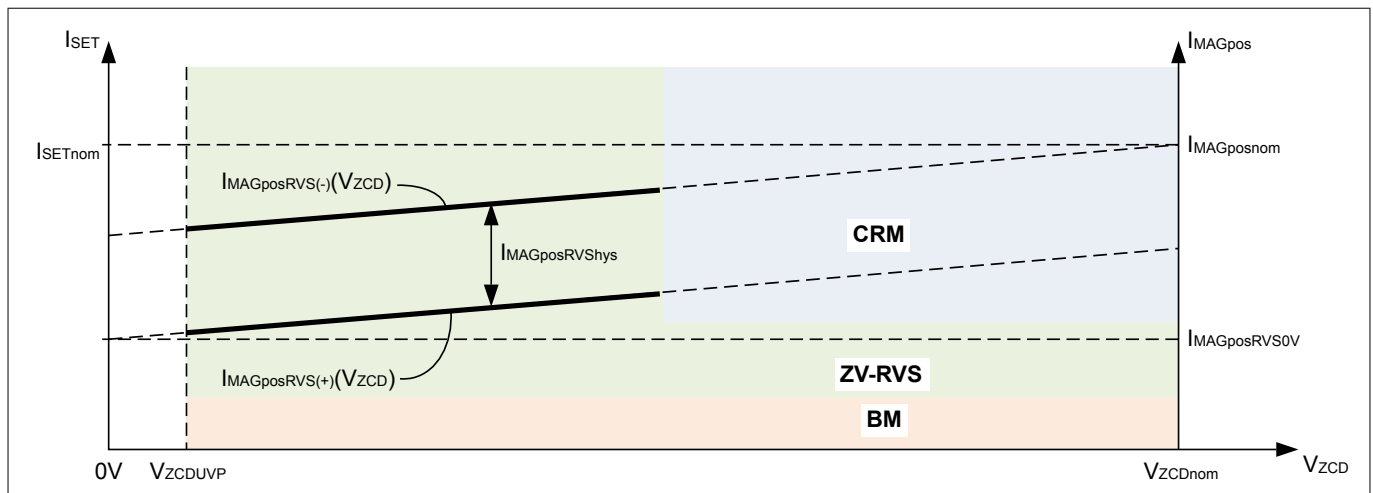 ISET
IMAGpos
ISETnom
IMAGposnom
IMAGposRVS(-)(VZCD)
CRM
IMAGposRVShys
IMAGposRVS0V
IMAGposRVS(+)(VZCD)
ZV-RVS
BM
0V
VZCDUVP
VZCDnom
VZCD